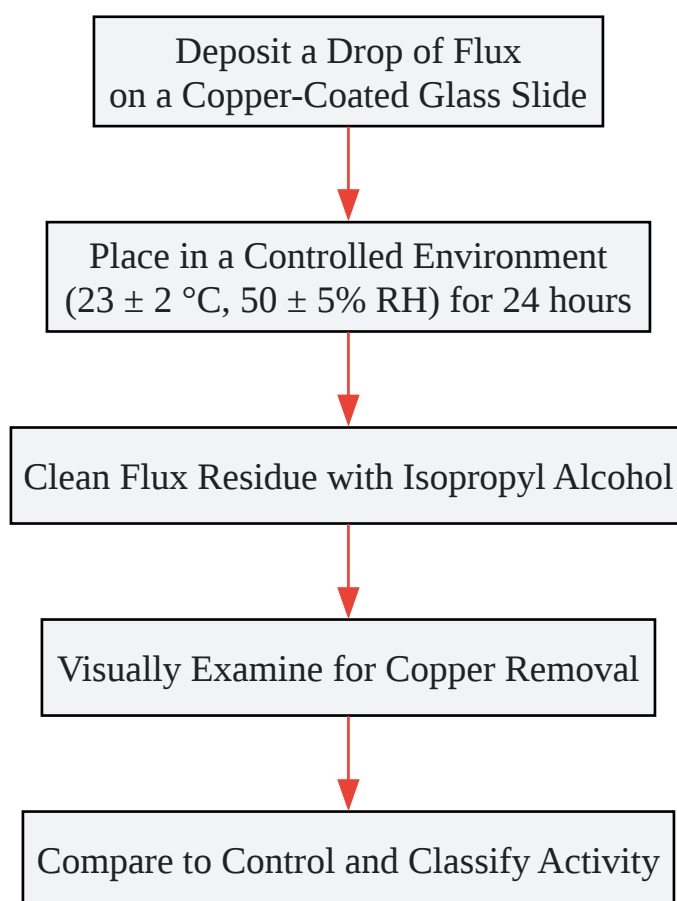 Deposit a Drop of Flux
on a Copper-Coated Glass Slide
Place in a Controlled Environment
(23 ± 2 °C, 50 ± 5% RH) for 24 hours
Clean Flux Residue with Isopropyl Alcohol
Visually Examine for Copper Removal
Compare to Control and Classify Activity